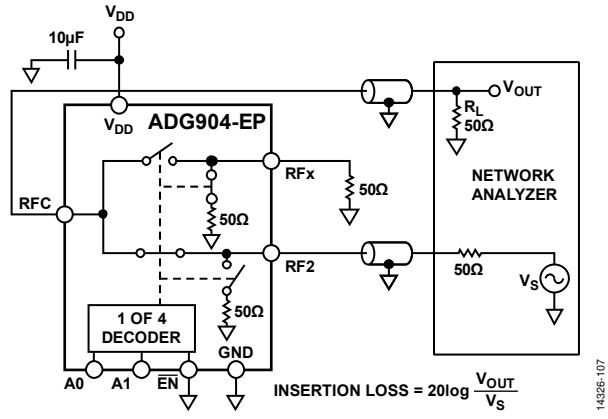 VDD
10µF
VDD
ADG904-EP
VOUT
RL
50Ω
NETWORK
ANALYZER
RFC
RFx
50Ω
50Ω
RF2
50Ω
VS
50Ω
1 OF 4
DECODER
GND
A0
A1
EN
INSERTION LOSS = 20log VOUT
VS
14326-107